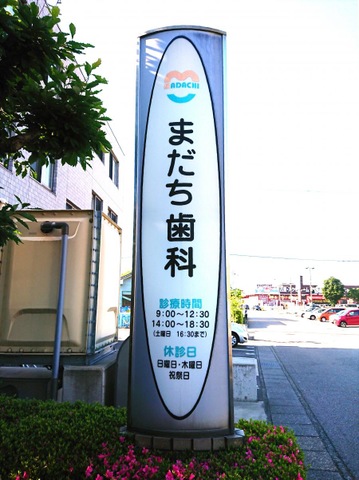 MADACHI
まだち歯科
診療時間
9:00〜12:30
14:00〜18:30
(土曜日 16:30まで)
休診日
日曜日・木曜日
祝祭日